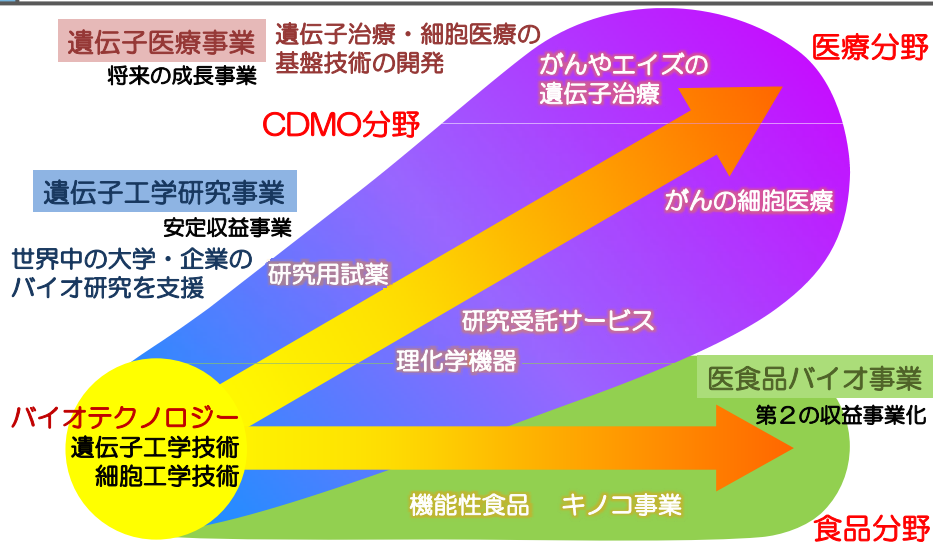 遺伝子医療事業
将来の成長事業
遺伝子治療・細胞医療の
基盤技術の開発
がんやエイズの
遺伝子治療
医療分野
CDMO分野
遺伝子工学研究事業
安定収益事業
がんの細胞医療
世界中の大学・企業の
バイオ研究を支援
研究用試薬
研究受託サービス
理化学機器
医食品バイオ事業
第２の収益事業化
バイオテクノロジー
遺伝子工学技術
細胞工学技術
機能性食品 キノコ事業
食品分野